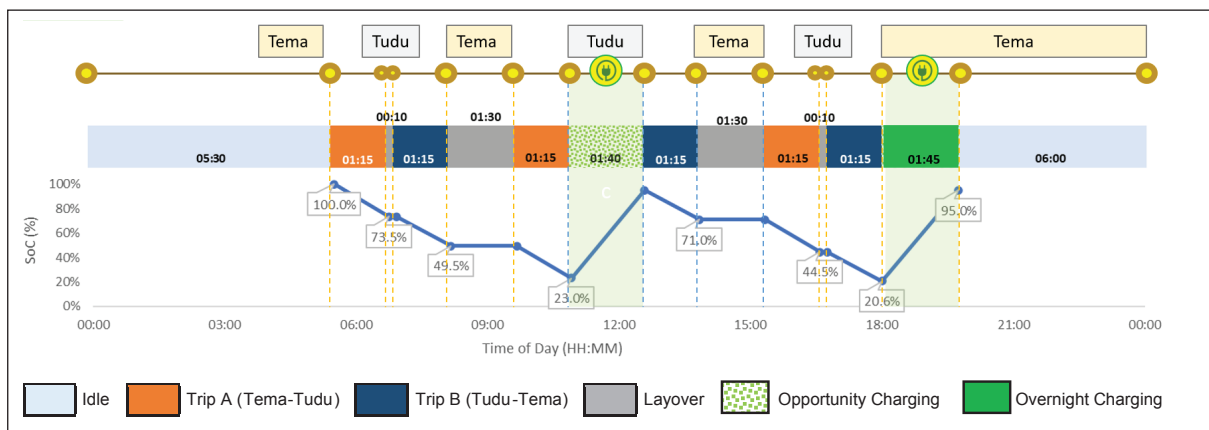 Tema Tudu Tema Tudu Tema Tudu Tema
00:10 01:30 01:30 00:10
05:30 01:15 01:15 01:15 01:40 01:15 01:15 01:15 01:45 06:00
C
SoC (%)
100%
80%
60%
40%
20%
0%
100.0%
73.5%
49.5%
23.0%
71.0%
44.5%
20.6%
95.0%
00:00 03:00 06:00 09:00 12:00 15:00 18:00 21:00 00:00
Time of Day (HH:MM)
Idle Trip A (Tema-Tudu) Trip B (Tudu-Tema) Layover Opportunity Charging Overnight Charging